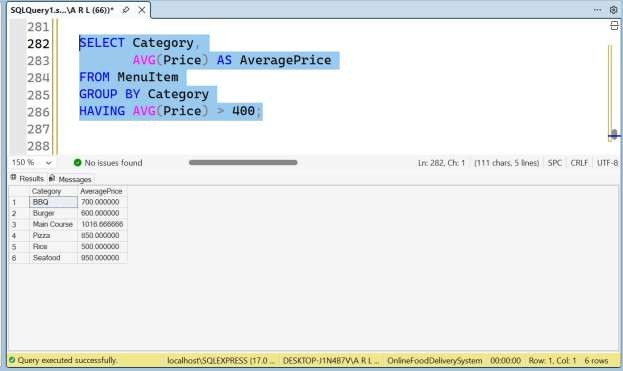 SQLQuery1.s...\A R L (66))*
281
282 SELECT Category,
283 AVG(Price) AS AveragePrice
284 FROM MenuItem
285 GROUP BY Category
286 HAVING AVG(Price) > 400;
287
288
150 % No issues found Ln: 282, Ch: 1 (111 chars, 5 lines) SPC CRLF UTF-8
Results Messages
Category AveragePrice
1 BBQ 700.000000
2 Burger 600.000000
3 Main Course 1016.666666
4 Pizza 850.000000
5 Rice 500.000000
6 Seafood 950.000000
Query executed successfully. localhost\SQLEXPRESS (17.0 ... DESKTOP-J1N4B7V\A R L ... OnlineFoodDeliverySystem 00:00:00 Row: 1, Col: 1 6 rows